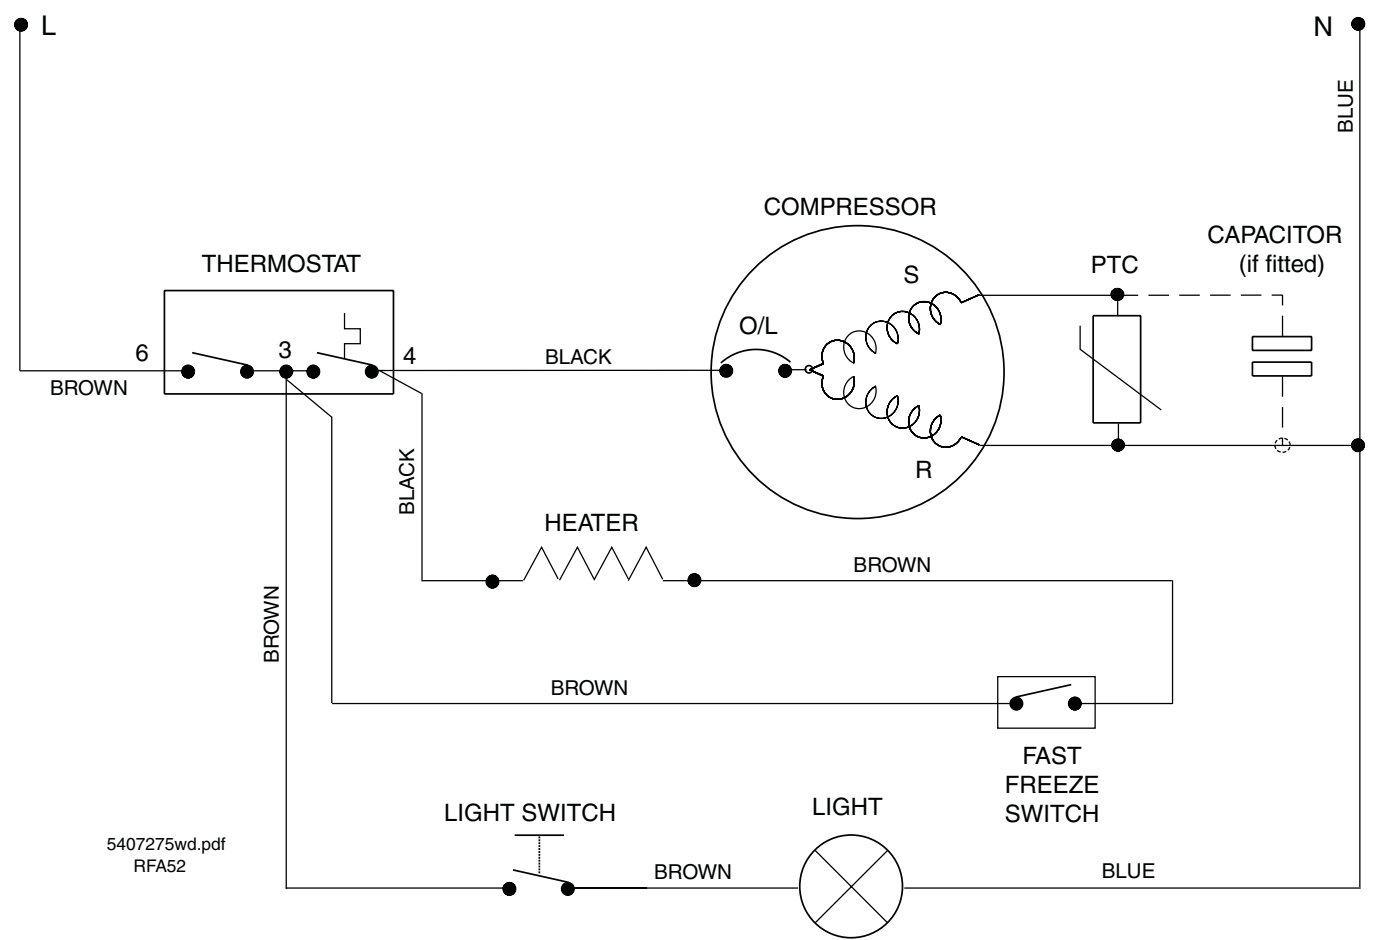 L
N
BLUE
COMPRESSOR
CAPACITOR
(if fitted)
THERMOSTAT
PTC
S
O/L
6
3
4
BLACK
BROWN
R
BLACK
HEATER
BROWN
BROWN
BROWN
FAST
FREEZE
SWITCH
LIGHT SWITCH
LIGHT
5407275wd.pdf
RFA52
BROWN
BLUE